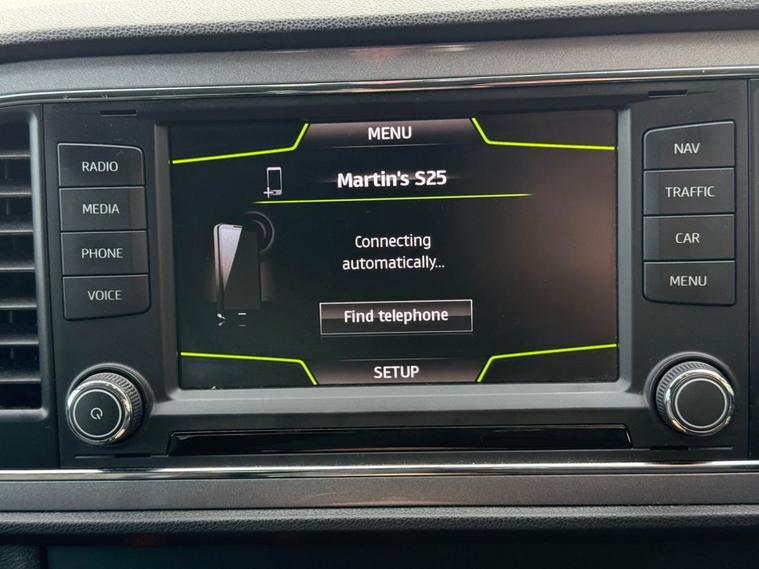 MENU
Martin's S25
Connecting
automatically...
Find telephone
SETUP
RADIO
MEDIA
PHONE
VOICE
NAV
TRAFFIC
CAR
MENU